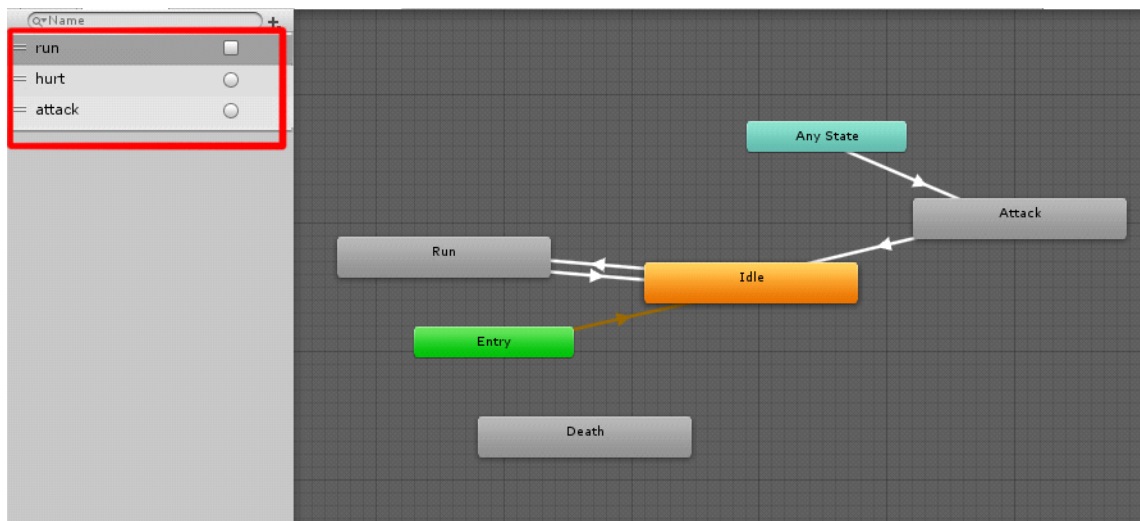 Name
run
hurt
attack
Any State
Attack
Run
Idle
Entry
Death